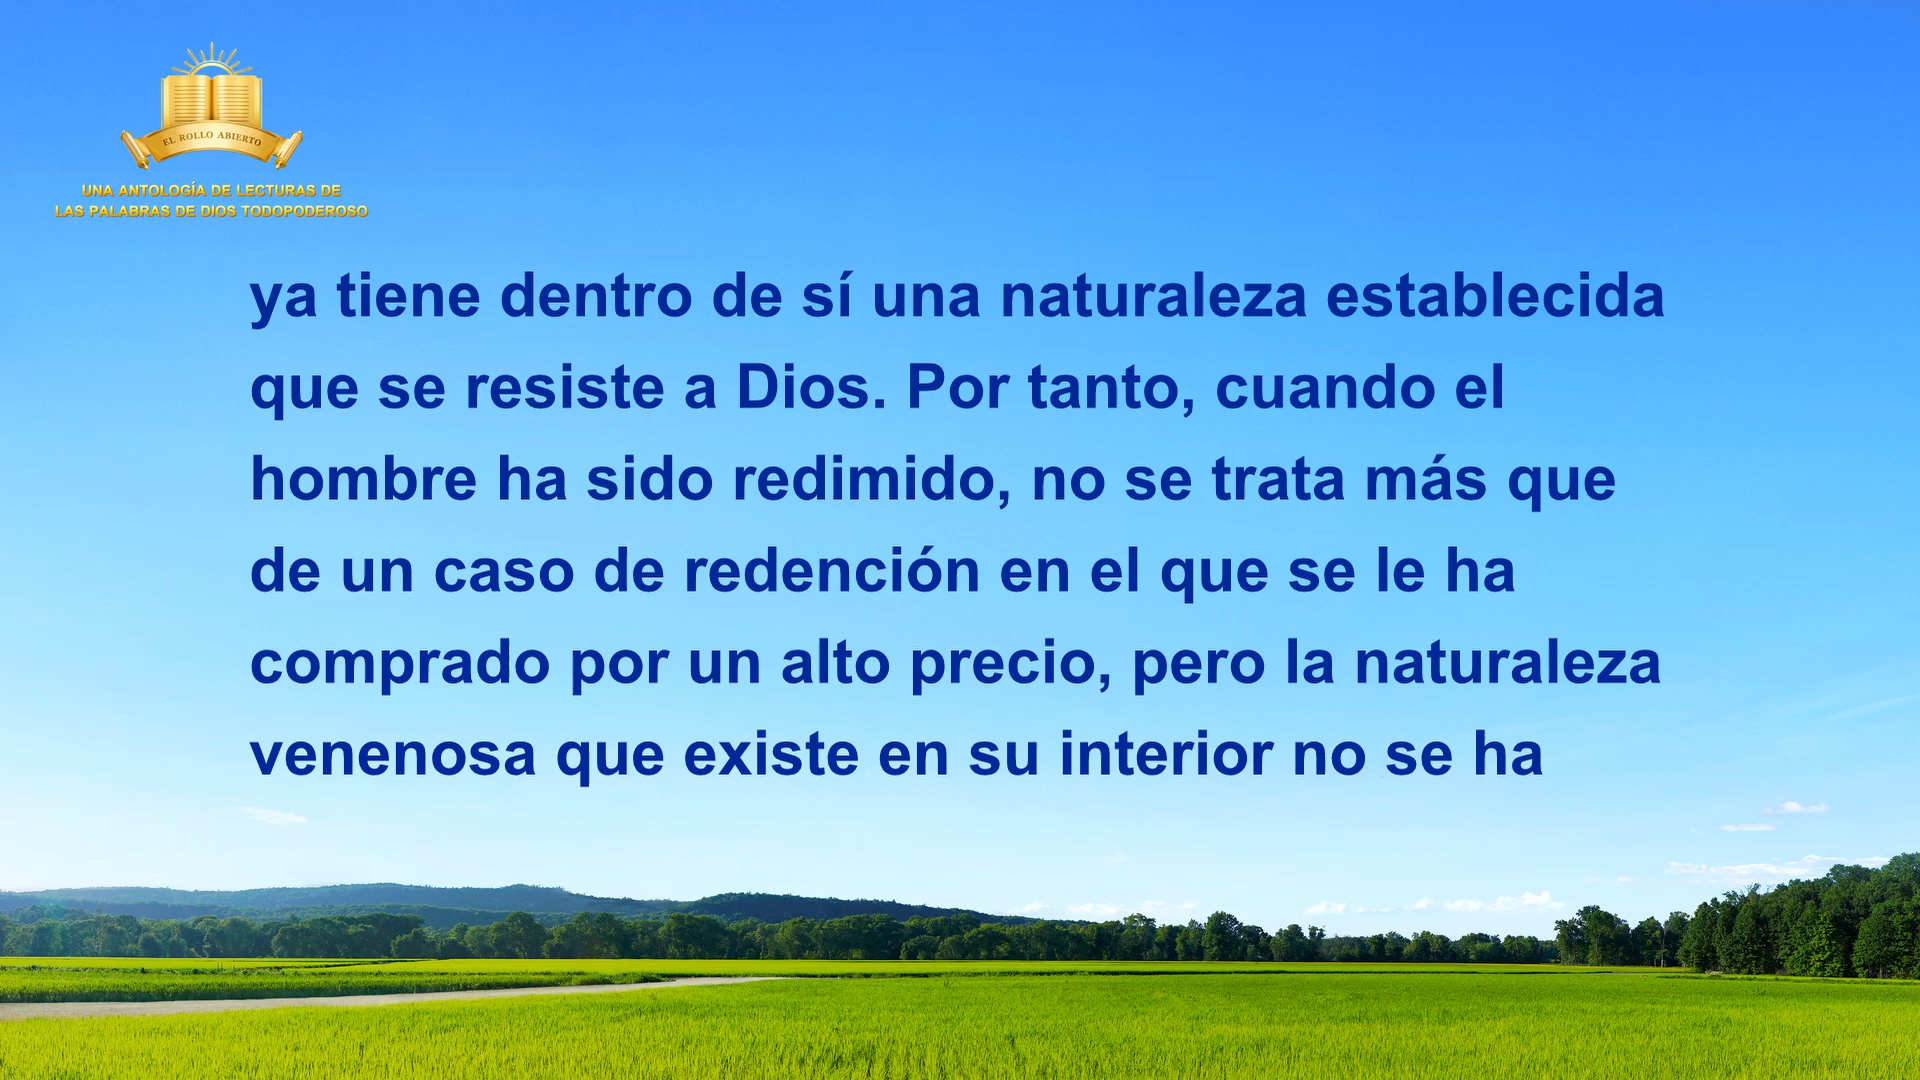 EL ROLLO ABIERTO
UNA ANTOLOGÍA DE LECTURAS DE
LAS PALABRAS DE DIOS TODOPODEROSO
ya tiene dentro de sí una naturaleza establecida
que se resiste a Dios. Por tanto, cuando el
hombre ha sido redimido, no se trata más que
de un caso de redención en el que se le ha
comprado por un alto precio, pero la naturaleza
venenosa que existe en su interior no se ha